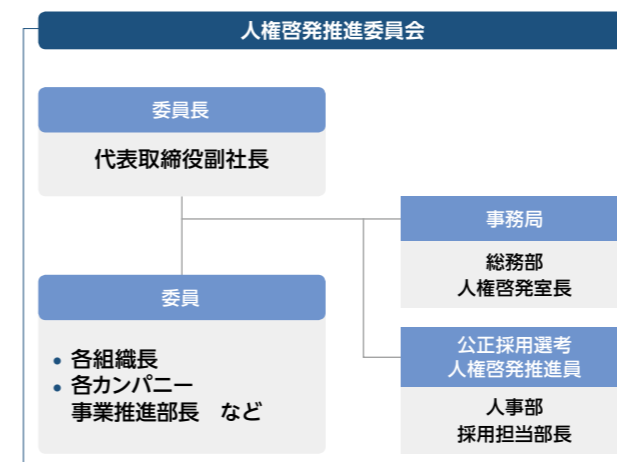 人権啓発推進委員会
委員長
代表取締役副社長
事務局
総務部
人権啓発室長
委員
• 各組織長
• 各カンパニー
事業推進部長　など
公正採用選考
人権啓発推進員
人事部
採用担当部長